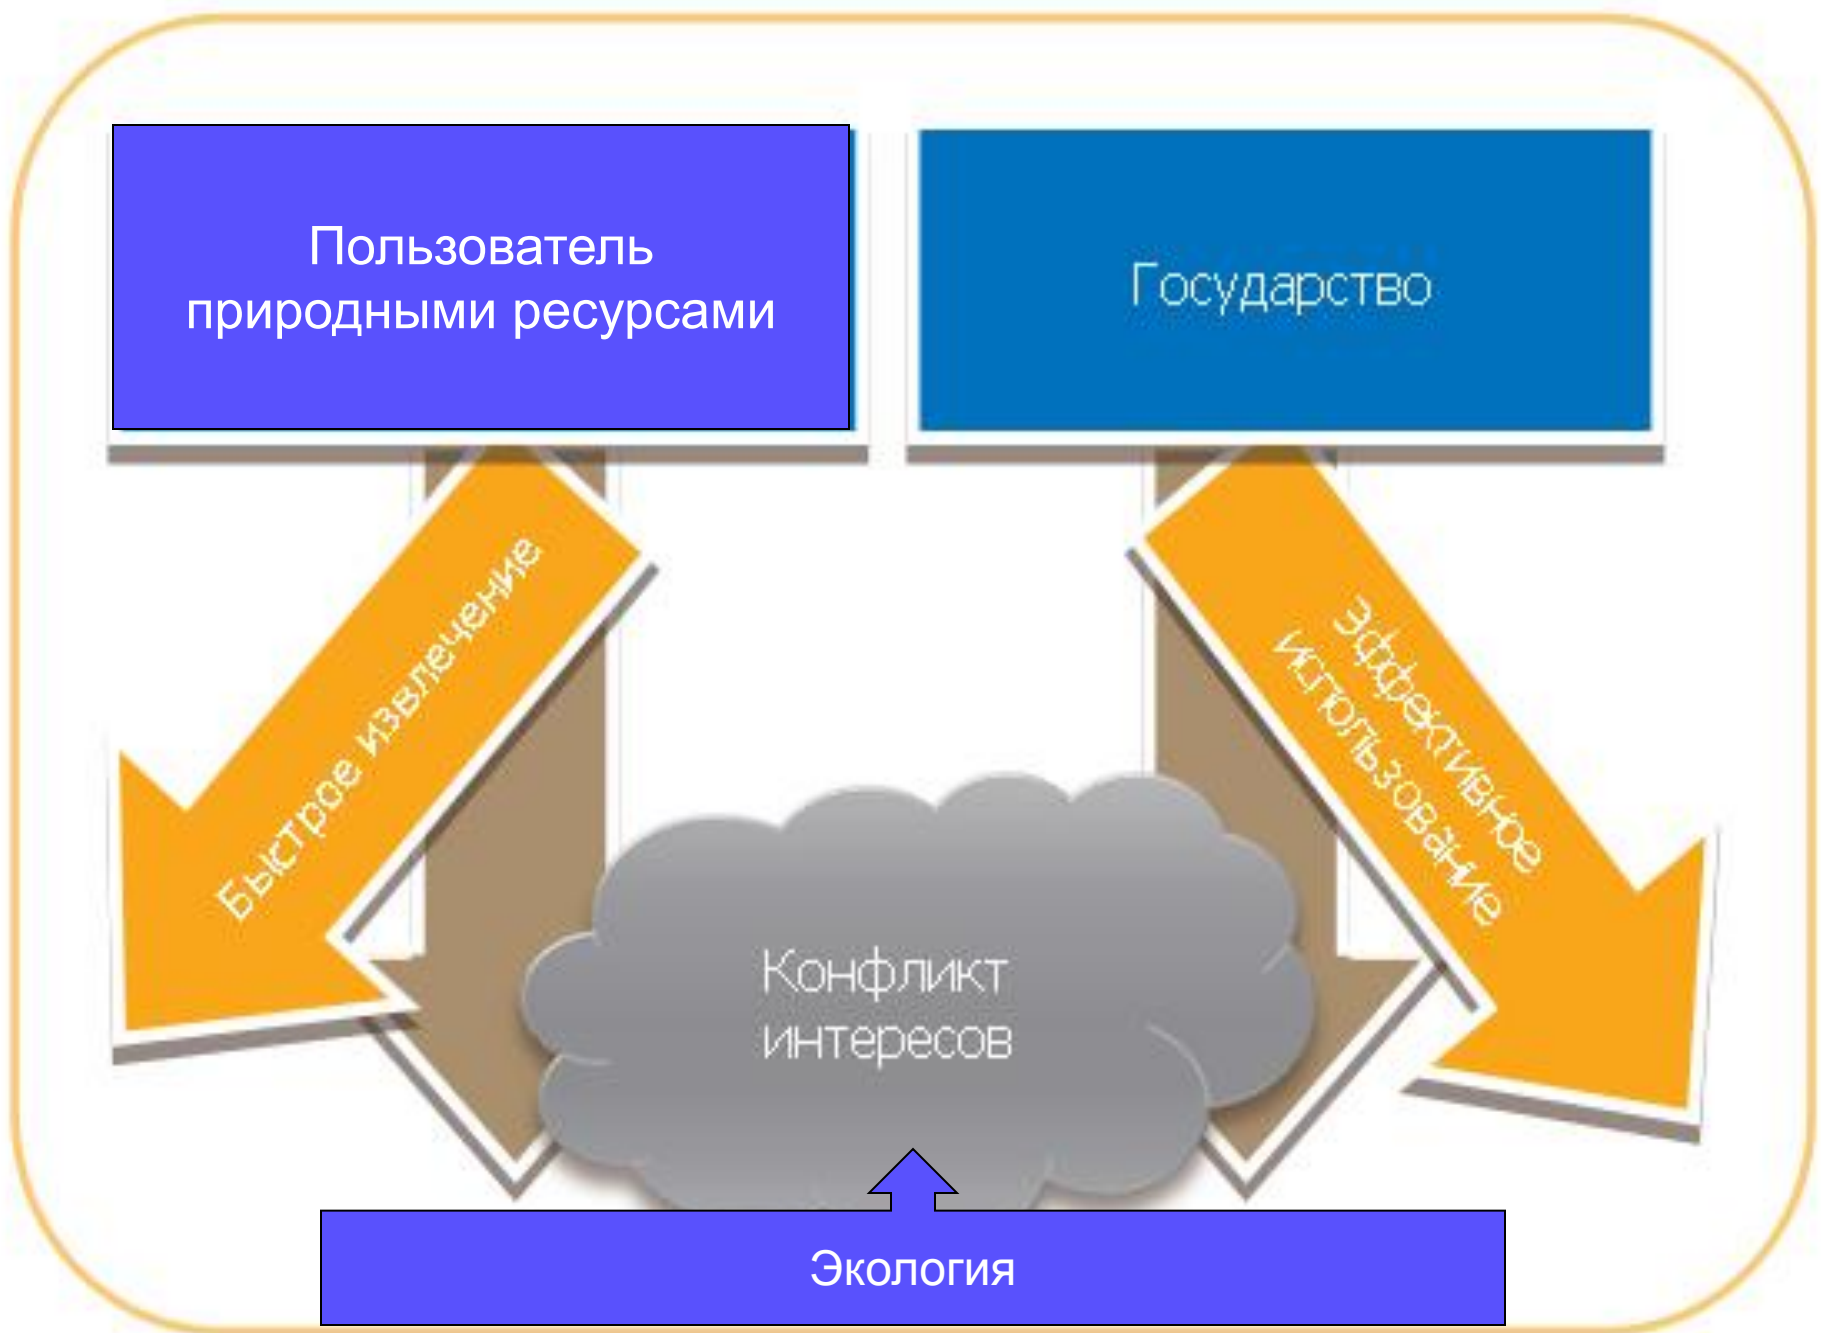 Пользователь
природными ресурсами
Государство
Быстрое извлечение
Эффективное
использование
Конфликт
интересов
Экология